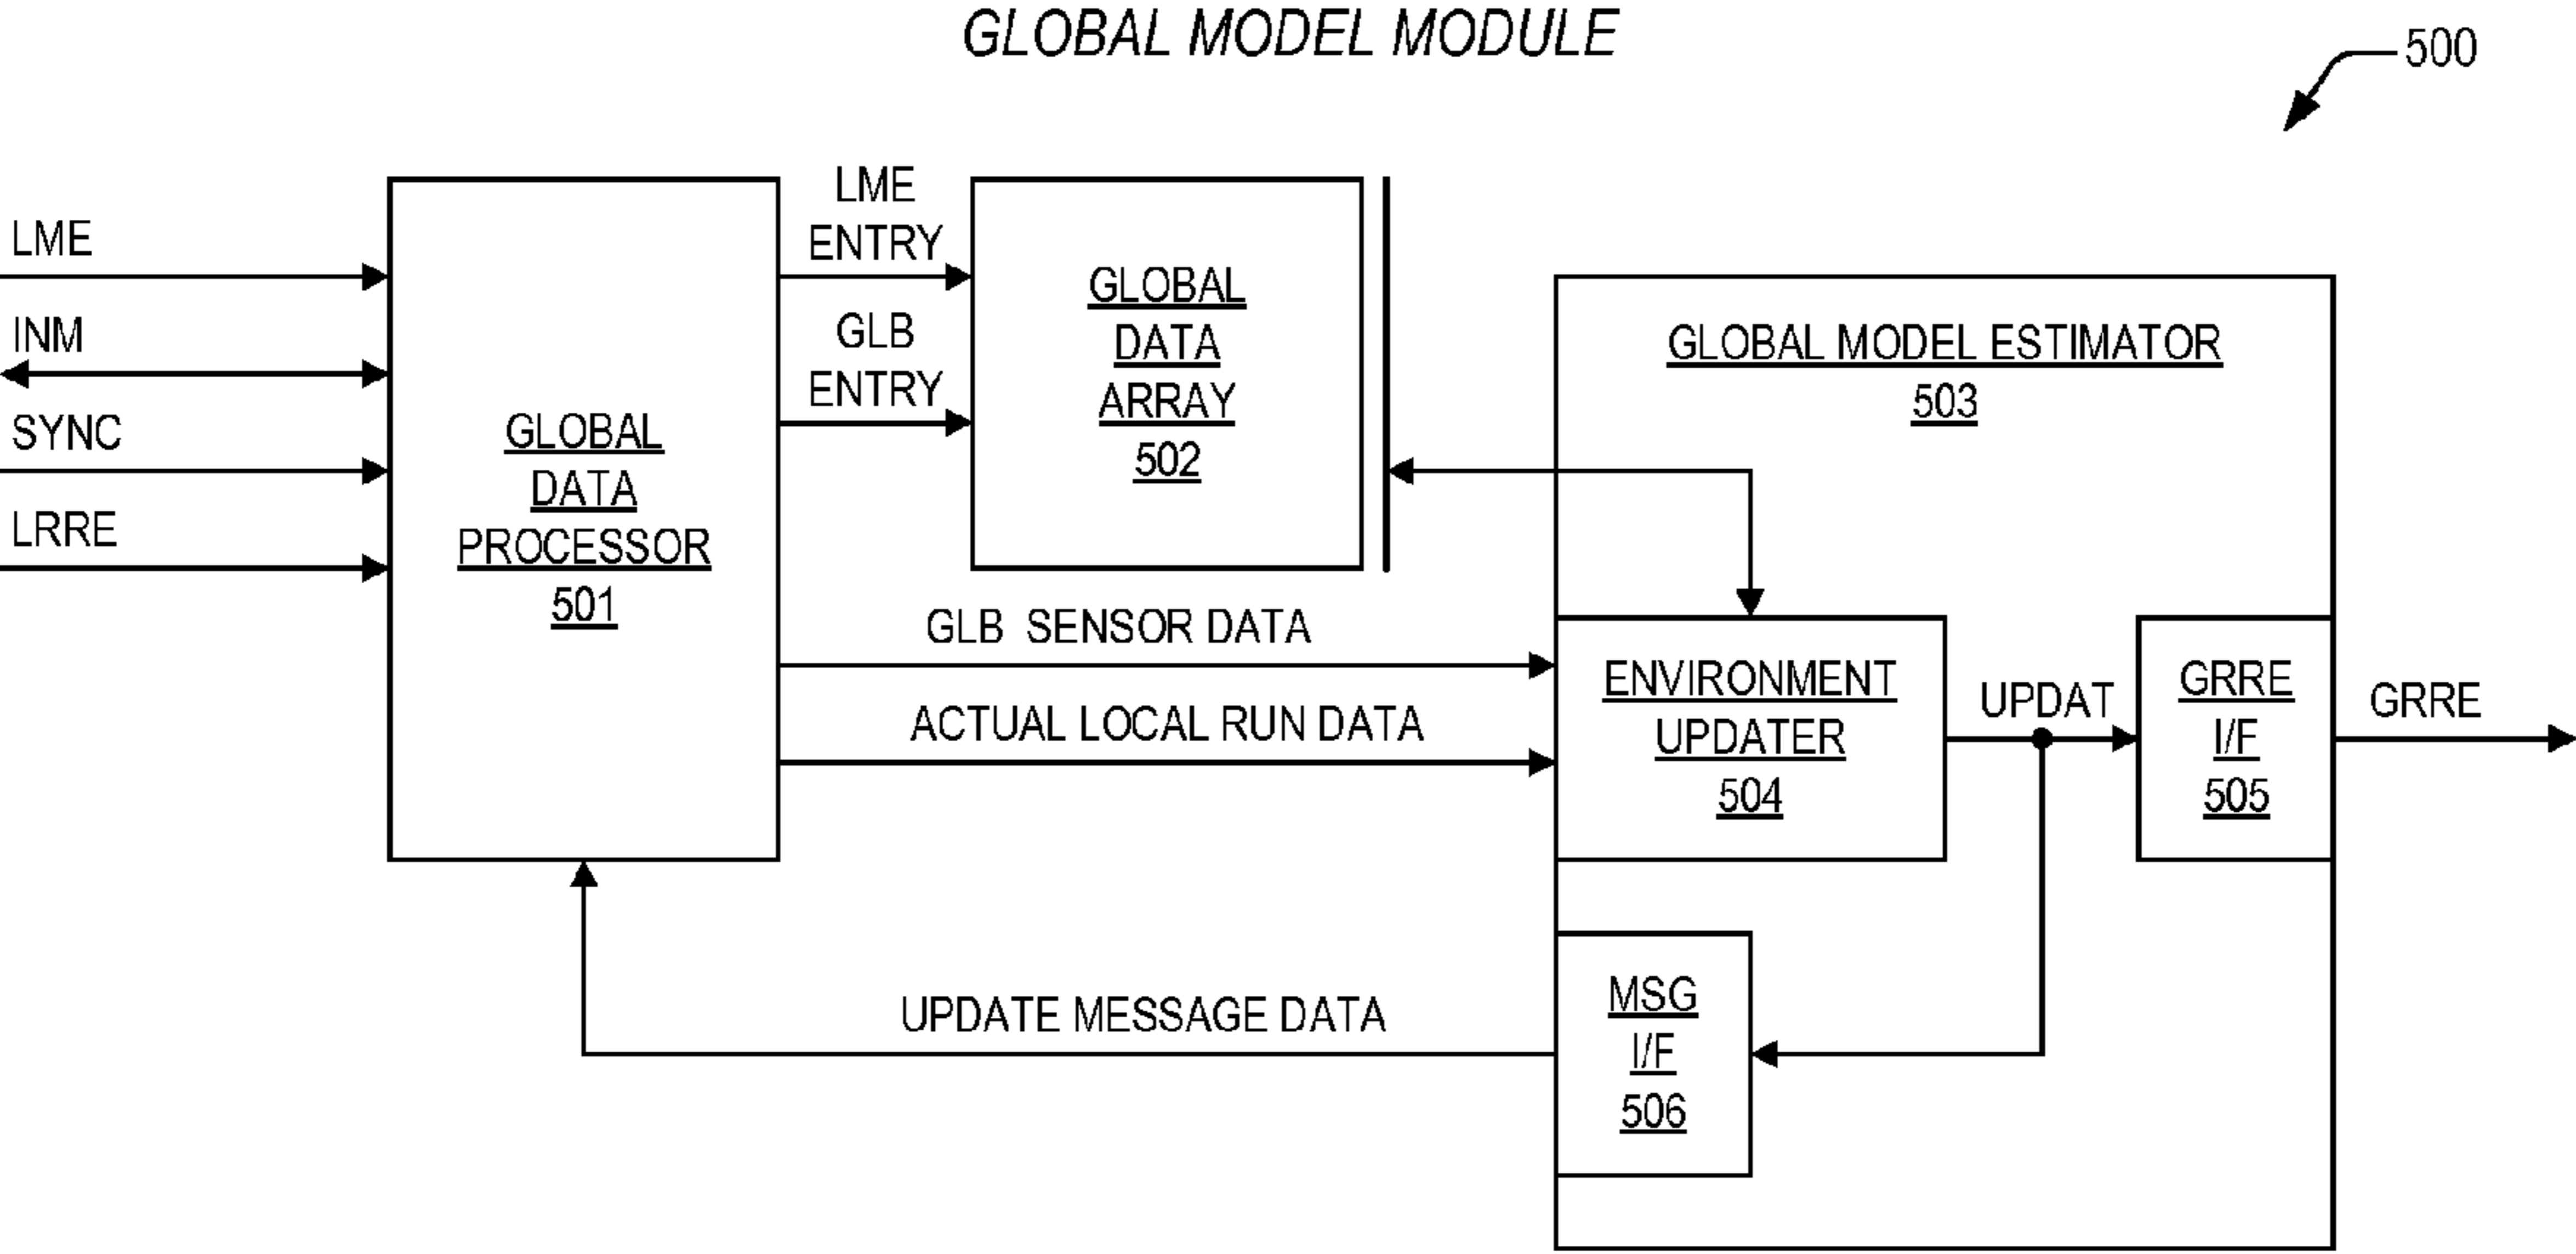 GLOBAL MODEL MODULE
500
LME
INM
SYNC
LRRE
GLOBAL
DATA
PROCESSOR
501
LME
ENTRY
GLB
ENTRY
GLOBAL
DATA
ARRAY
502
GLOBAL MODEL ESTIMATOR
503
GLB SENSOR DATA
ACTUAL LOCAL RUN DATA
ENVIRONMENT
UPDATER
504
UPDAT
GRRE
I/F
505
GRRE
UPDATE MESSAGE DATA
MSG
I/F
506